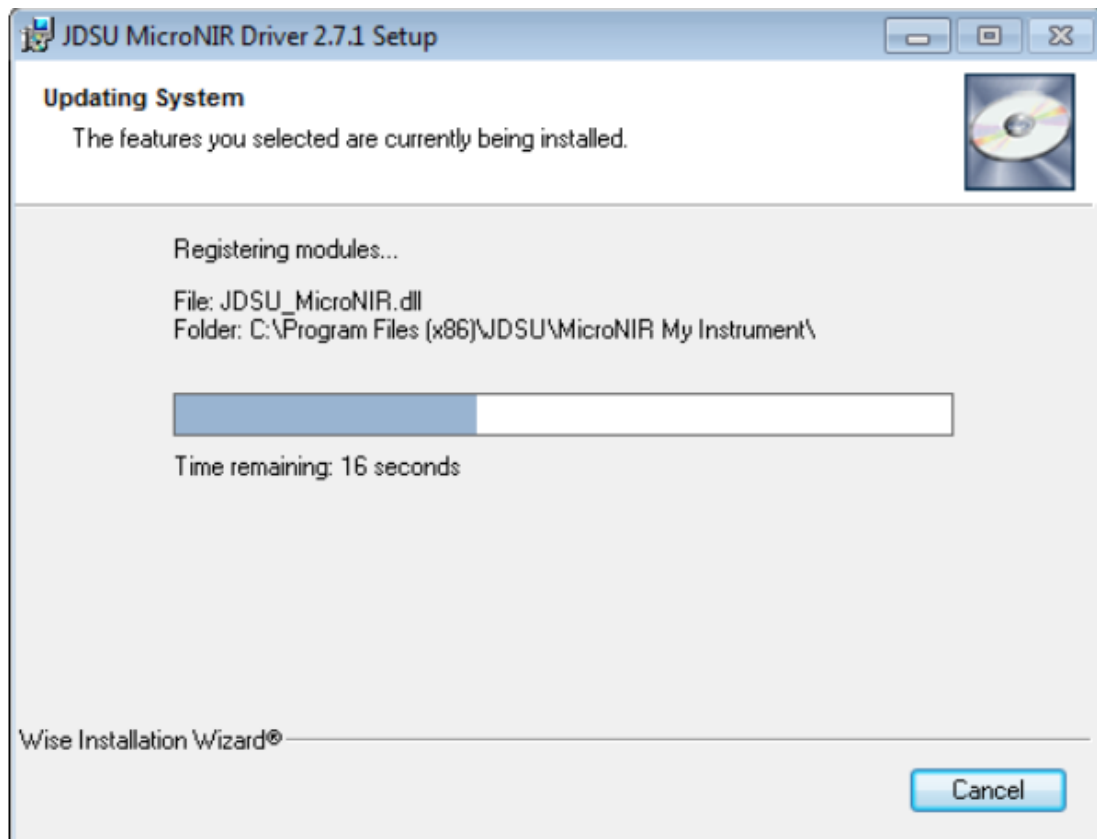 JDSU MicroNIR Driver 2.7.1 Setup
Updating System
The features you selected are currently being installed.
Registering modules...
File: JDSU_MicroNIR.dll
Folder: C:\Program Files (x86)\JDSU\MicroNIR My Instrument\
Time remaining: 16 seconds
Wise Installation Wizard®
Cancel